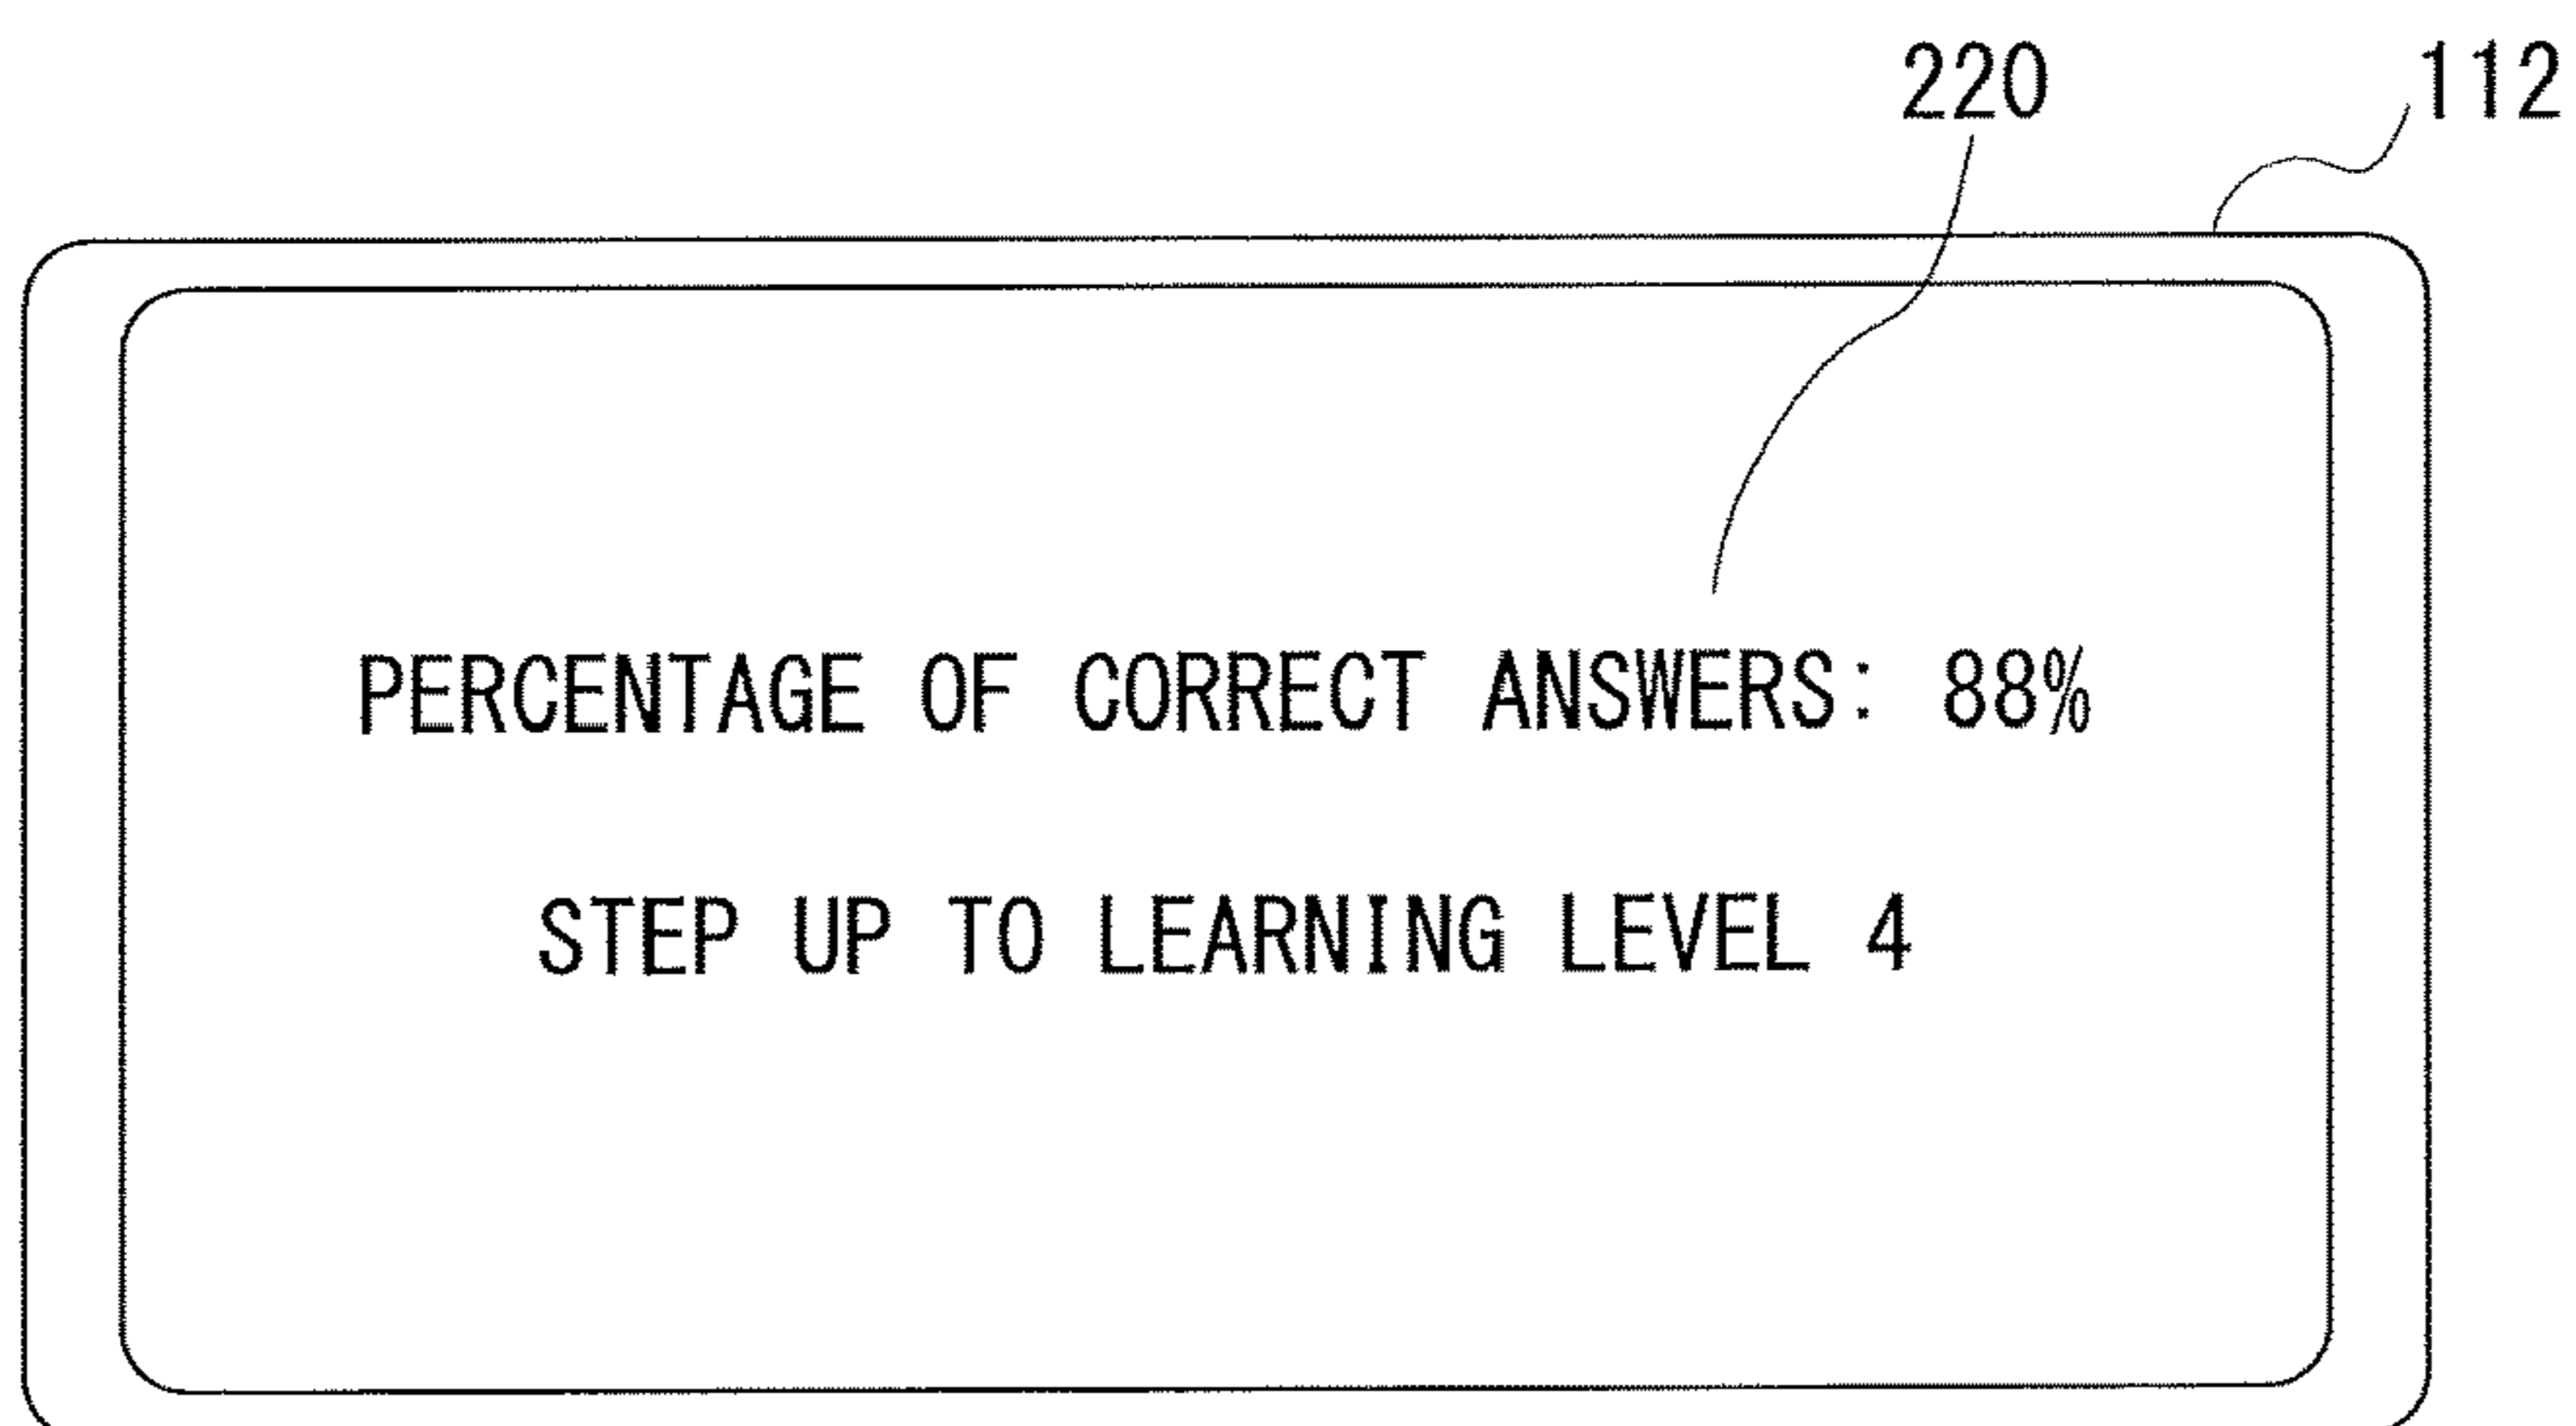 220
112
PERCENTAGE OF CORRECT ANSWERS: 88%
STEP UP TO LEARNING LEVEL 4